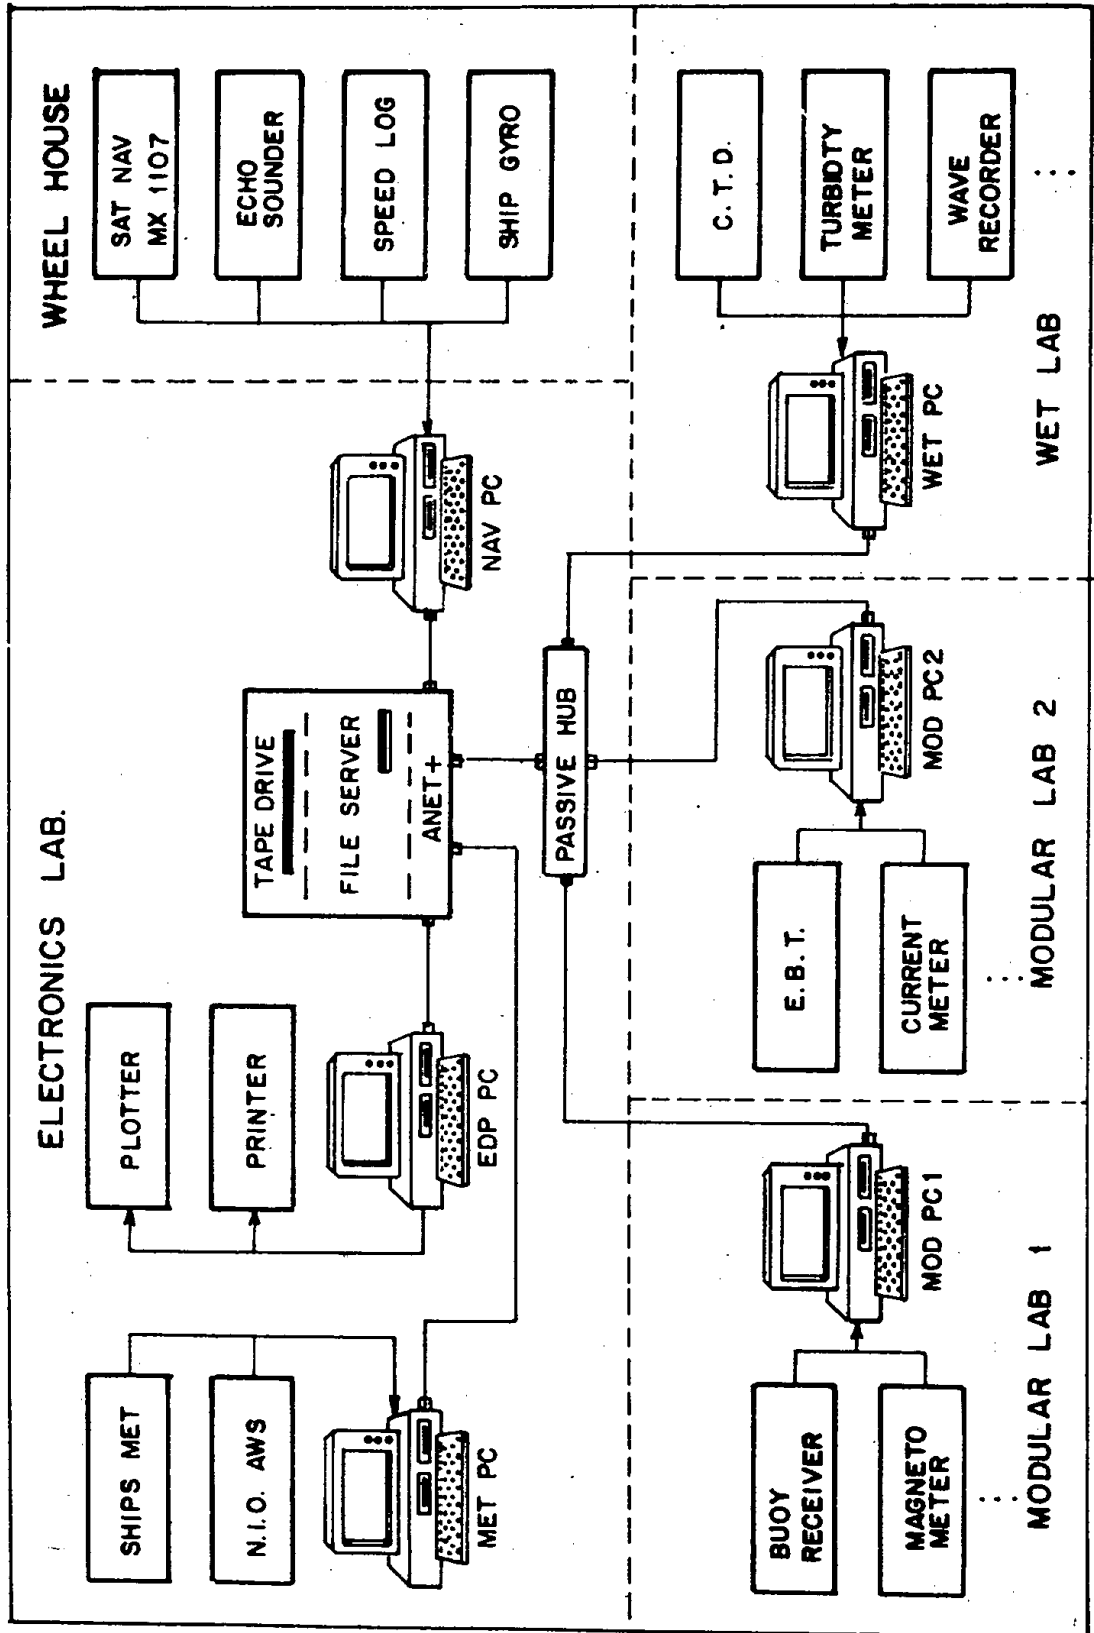 ELECTRONICS LAB.
WHEEL HOUSE
SHIPS MET
N.I.O. AWS
MET PC
PLOTTER
PRINTER
EDP PC
TAPE DRIVE
FILE SERVER
ANET+
NAV PC
SAT NAV
MX 1107
ECHO
SOUNDER
SPEED LOG
SHIP GYRO
PASSIVE HUB
BUOY
RECEIVER
MAGNETO
METER
...
MOD PC1
MODULAR LAB 1
E.B.T.
CURRENT
METER
...
MOD PC2
MODULAR LAB 2
WET PC
C.T.D.
TURBIDTY
METER
WAVE
RECORDER
...
WET LAB